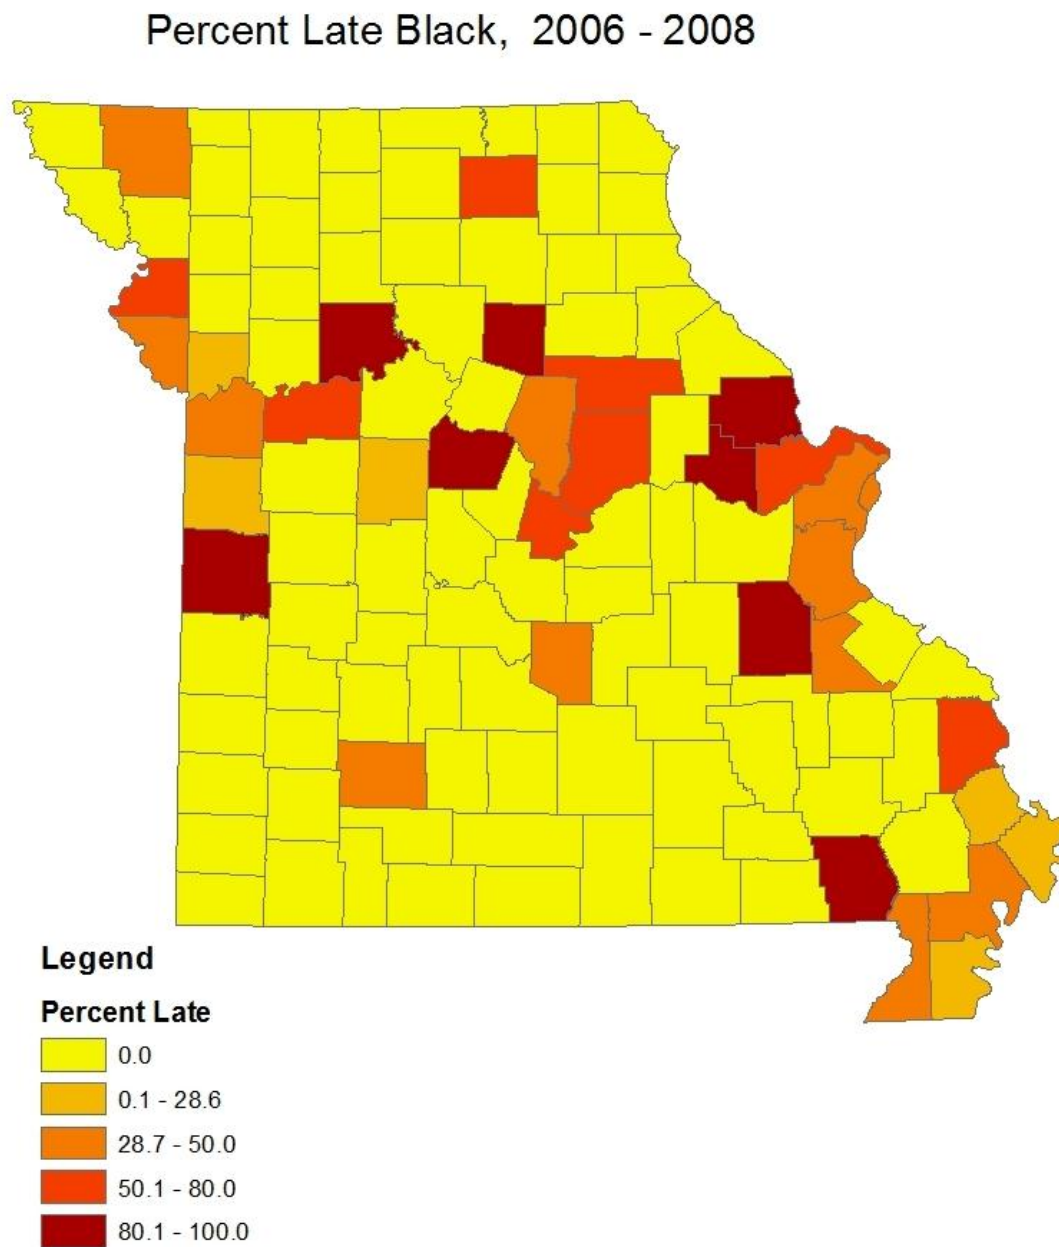 Percent Late Black, 2006 - 2008
Legend
Percent Late
0.0
0.1 - 28.6
28.7 - 50.0
50.1 - 80.0
80.1 - 100.0